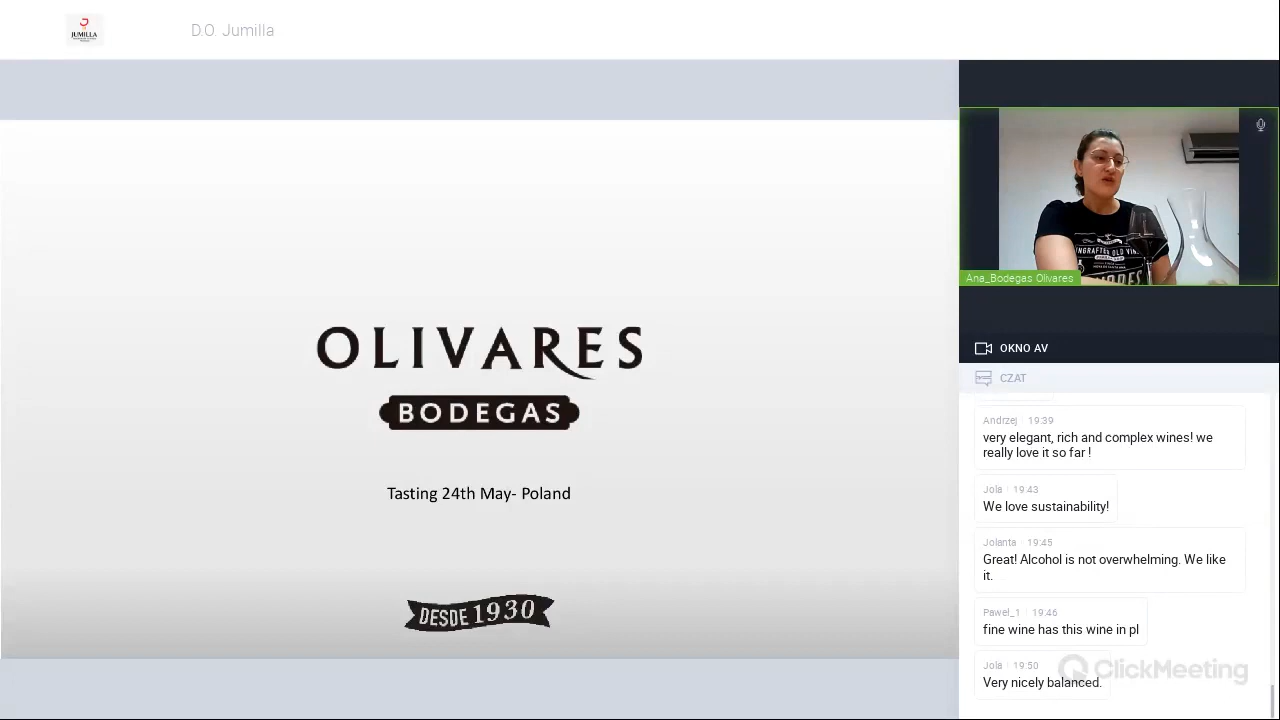 JUMILLA
D.O. Jumilla
OLIVARES
BODEGAS
Tasting 24th May- Poland
DESDE 1930
Ana_Bodegas Olivares
OKNO AV
CZAT
Andrzej 19:39
very elegant, rich and complex wines! we
really love it so far !
Jola 19:43
We love sustainability!
Jolanta 19:45
Great! Alcohol is not overwhelming. We like
it.
Pawel_1 19:46
fine wine has this wine in pl
Jola 19:50
Very nicely balanced.
ClickMeeting